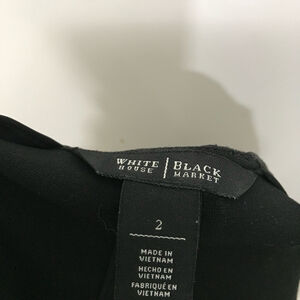 WHITE HOUSE | BLACK MARKET
2
MADE IN
VIETNAM
HECHO EN
VIETNAM
FABRIQUÉ EN
VIETNAM